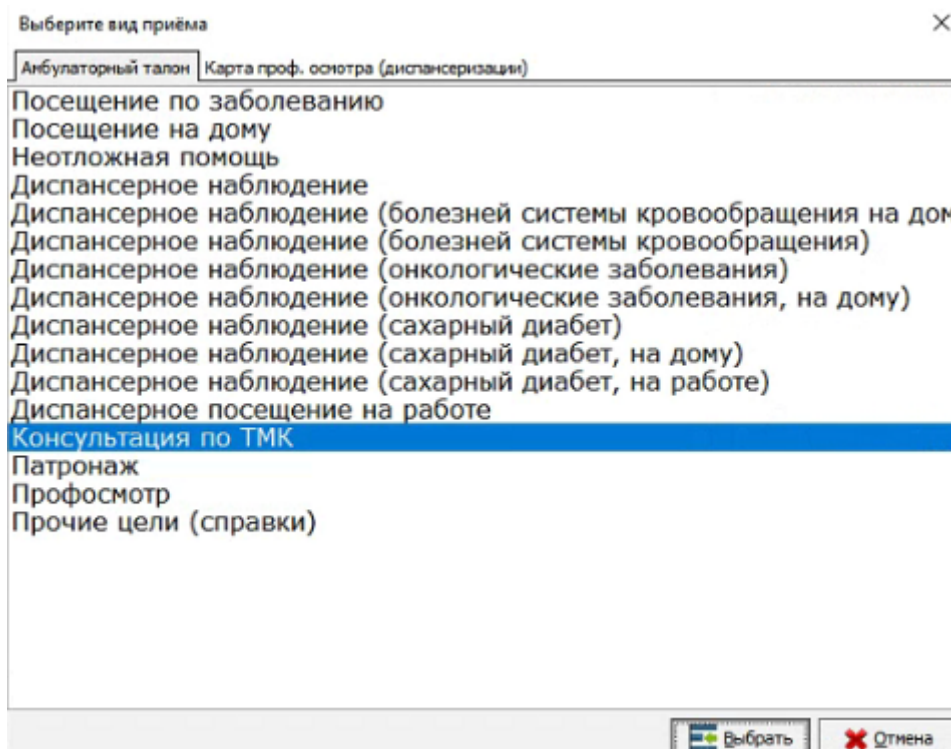 Выберите вид приёма
Амбулаторный талон Карта проф. осмотра (диспансеризации)
Посещение по заболеванию
Посещение на дому
Неотложная помощь
Диспансерное наблюдение
Диспансерное наблюдение (болезней системы кровообращения на дом
Диспансерное наблюдение (болезней системы кровообращения)
Диспансерное наблюдение (онкологические заболевания)
Диспансерное наблюдение (онкологические заболевания, на дому)
Диспансерное наблюдение (сахарный диабет)
Диспансерное наблюдение (сахарный диабет, на дому)
Диспансерное наблюдение (сахарный диабет, на работе)
Диспансерное посещение на работе
Консультация по ТМК
Патронаж
Профосмотр
Прочие цели (справки)
Выбрать Отмена